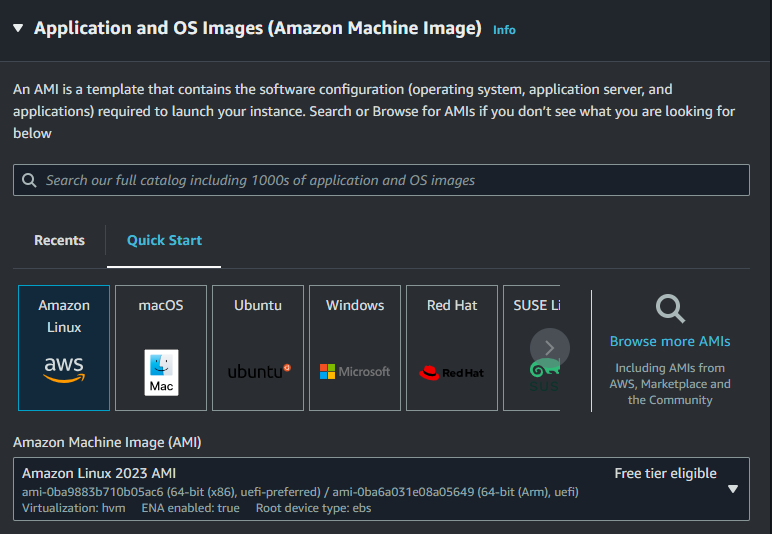 Application and OS Images (Amazon Machine Image) Info
An AMI is a template that contains the software configuration (operating system, application server, and
applications) required to launch your instance. Search or Browse for AMIs if you don’t see what you are looking for
below
Search our full catalog including 1000s of application and OS images
Recents
Quick Start
Amazon
Linux
aws
macOS
Mac
Ubuntu
ubuntu
Windows
Microsoft
Red Hat
Red Hat
SUSE Li
SUS
Browse more AMIs
Including AMIs from
AWS, Marketplace and
the Community
Amazon Machine Image (AMI)
Amazon Linux 2023 AMI
Free tier eligible
ami-0ba9883b710b05ac6 (64-bit (x86), uefi-preferred) / ami-0ba6a031e08a05649 (64-bit (Arm), uefi)
Virtualization: hvm ENA enabled: true Root device type: ebs